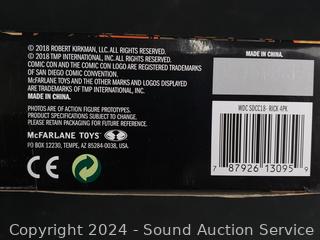 © 2018 ROBERT KIRKMAN, LLC. ALL RIGHTS RESERVED.
© 2018 TMP INTERNATIONAL, INC. ALL RIGHTS RESERVED.
COMIC CON AND THE COMIC CON LOGO ARE REGISTERED TRADEMARKS
OF SAN DIEGO COMIC CONVENTION.
McFARLANE TOYS AND THE OTHER MARKS AND LOGOS DISPLAYED
ARE TRADEMARKS OF TMP INTERNATIONAL, INC.
MADE IN CHINA.
PHOTOS ARE OF ACTION FIGURE PROTOTYPES.
PRODUCT SPECIFICATIONS SUBJECT TO CHANGE.
PLEASE RETAIN PACKAGING FOR FUTURE REFERENCE.
McFARLANE TOYS
PO BOX 12230, TEMPE, AZ 85284-0038, USA.
CE
MADE IN CHINA.
WDC SDCC18- RICK 4PK
7 87926 13095 9
Copyright 2024 - Sound Auction Service